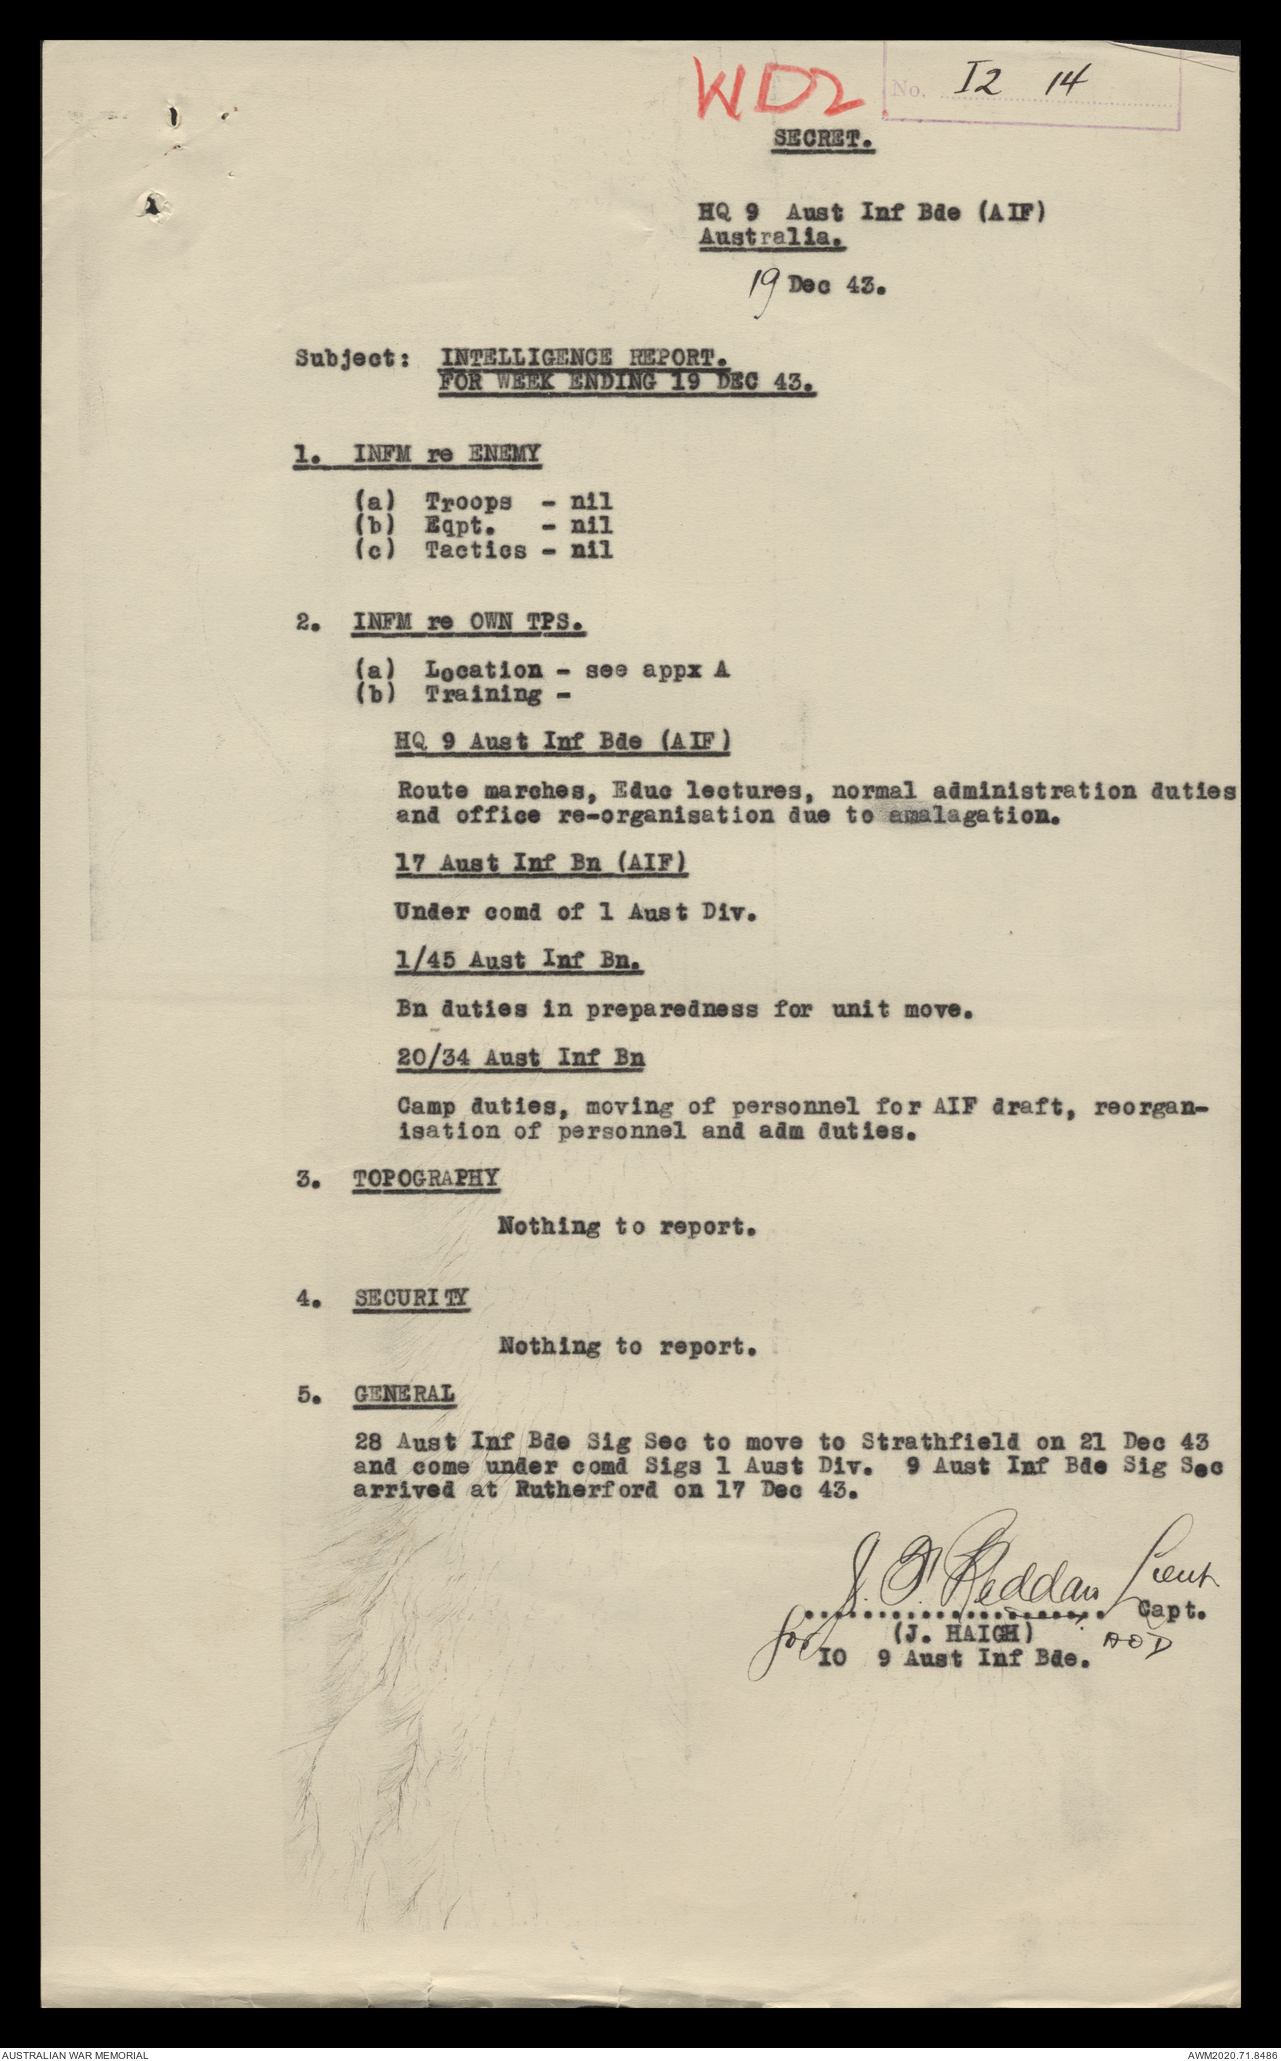 WD2
No. I2 14
SECRET.
HQ 9 Aust Inf Bde (AIF)
Australia.
19 Dec 43.
Subject: INTELLIGENCE REPORT.
FOR WEEK ENDING 19 DEC 43.
1. INFM re ENEMY
(a) Troops - nil
(b) Eqpt. - nil
(c) Tactics - nil
2. INFM re OWN TPS.
(a) Location - see appx A
(b) Training -
HQ 9 Aust Inf Bde (AIF)
Route marches, Educ lectures, normal administration duties
and office re-organisation due to amalagation.
17 Aust Inf Bn (AIF)
Under comd of 1 Aust Div.
1/45 Aust Inf Bn.
Bn duties in preparedness for unit move.
20/34 Aust Inf Bn
Camp duties, moving of personnel for AIF draft, reorgan-
isation of personnel and adm duties.
3. TOPOGRAPHY
Nothing to report.
4. SECURITY
Nothing to report.
5. GENERAL
28 Aust Inf Bde Sig Sec to move to Strathfield on 21 Dec 43
and come under comd Sigs 1 Aust Div. 9 Aust Inf Bde Sig Sec
arrived at Rutherford on 17 Dec 43.
Reddan Lieut
..................... Capt.
for (J. HAIGH) AOD
IO 9 Aust Inf Bde.
AUSTRALIAN WAR MEMORIAL AWM2020.71.8486